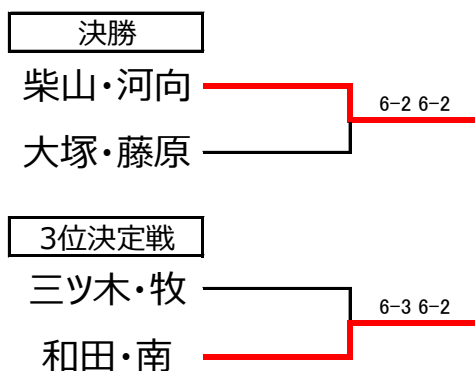 決勝
柴山・河向
6-2 6-2
大塚・藤原
3位決定戦
三ツ木・牧
6-3 6-2
和田・南